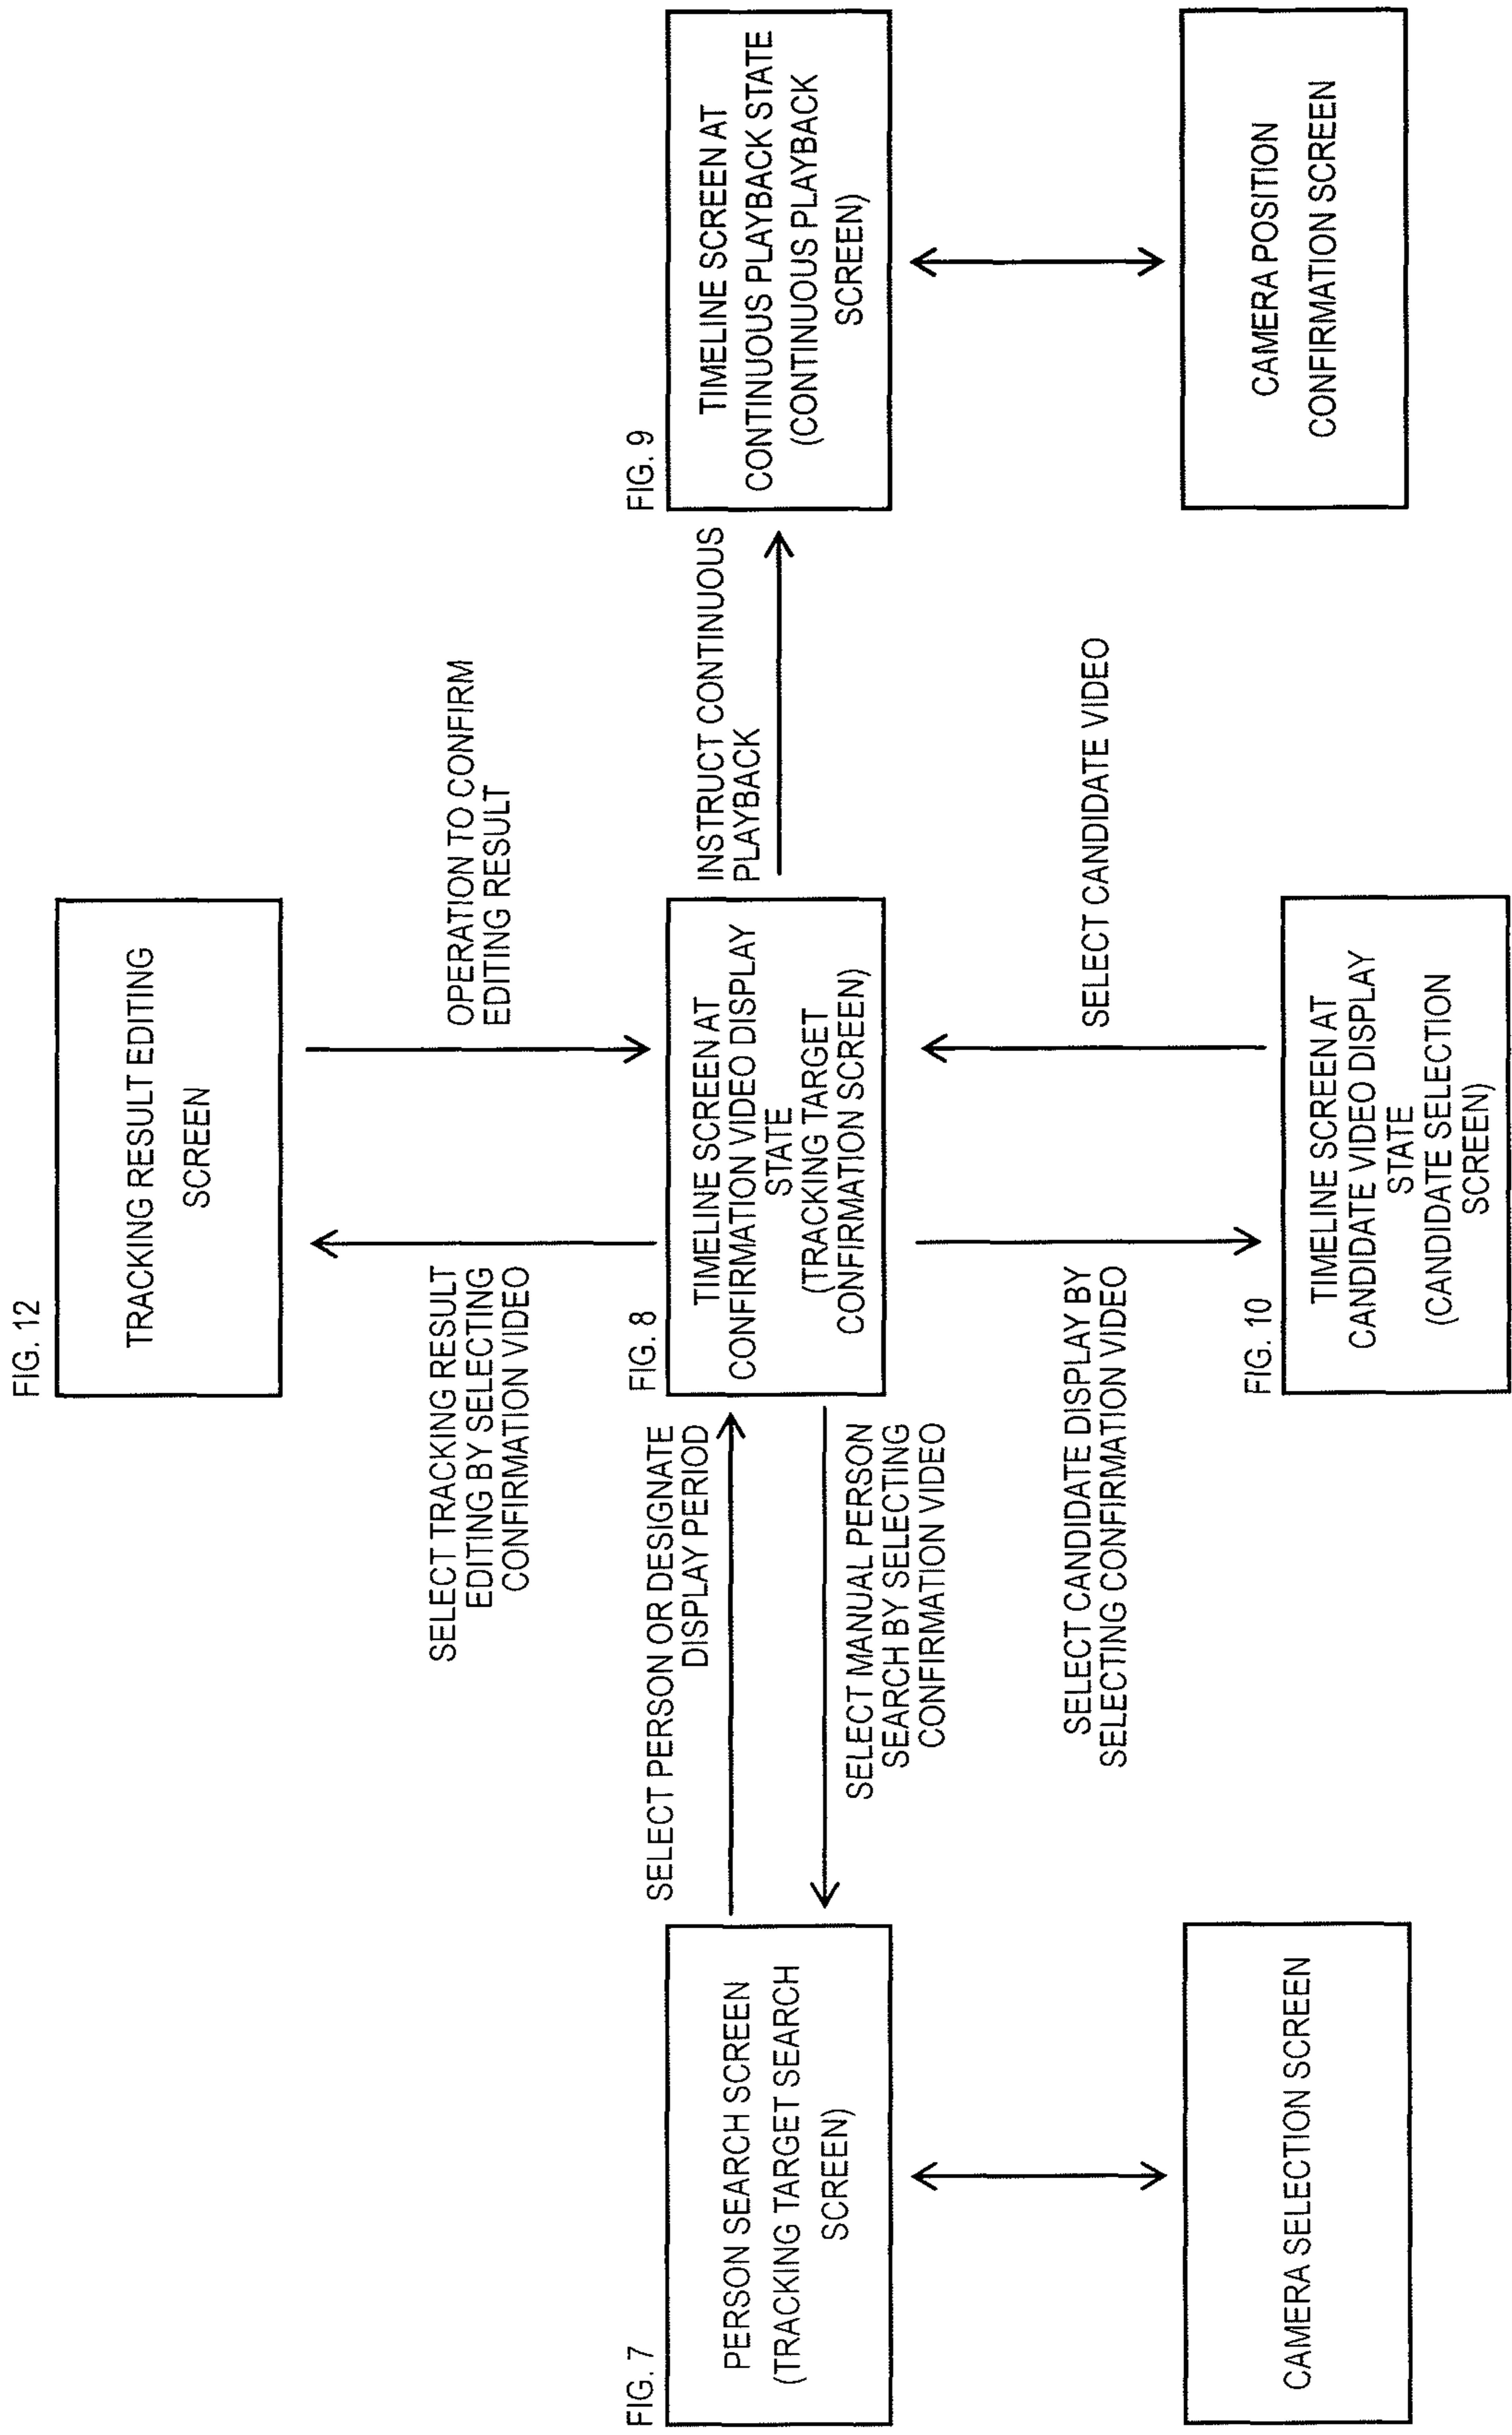 FIG. 12
TRACKING RESULT EDITING
SCREEN
SELECT TRACKING RESULT
EDITING BY SELECTING
CONFIRMATION VIDEO
OPERATION TO CONFIRM
EDITING RESULT
FIG. 7
PERSON SEARCH SCREEN
(TRACKING TARGET SEARCH
SCREEN)
SELECT PERSON OR DESIGNATE
DISPLAY PERIOD
SELECT MANUAL PERSON
SEARCH BY SELECTING
CONFIRMATION VIDEO
FIG. 8
TIMELINE SCREEN AT
CONFIRMATION VIDEO DISPLAY
STATE
(TRACKING TARGET
CONFIRMATION SCREEN)
INSTRUCT CONTINUOUS
PLAYBACK
FIG. 9
TIMELINE SCREEN AT
CONTINUOUS PLAYBACK STATE
(CONTINUOUS PLAYBACK
SCREEN)
SELECT CANDIDATE DISPLAY BY
SELECTING CONFIRMATION VIDEO
SELECT CANDIDATE VIDEO
CAMERA SELECTION SCREEN
FIG. 10
TIMELINE SCREEN AT
CANDIDATE VIDEO DISPLAY
STATE
(CANDIDATE SELECTION
SCREEN)
CAMERA POSITION
CONFIRMATION SCREEN